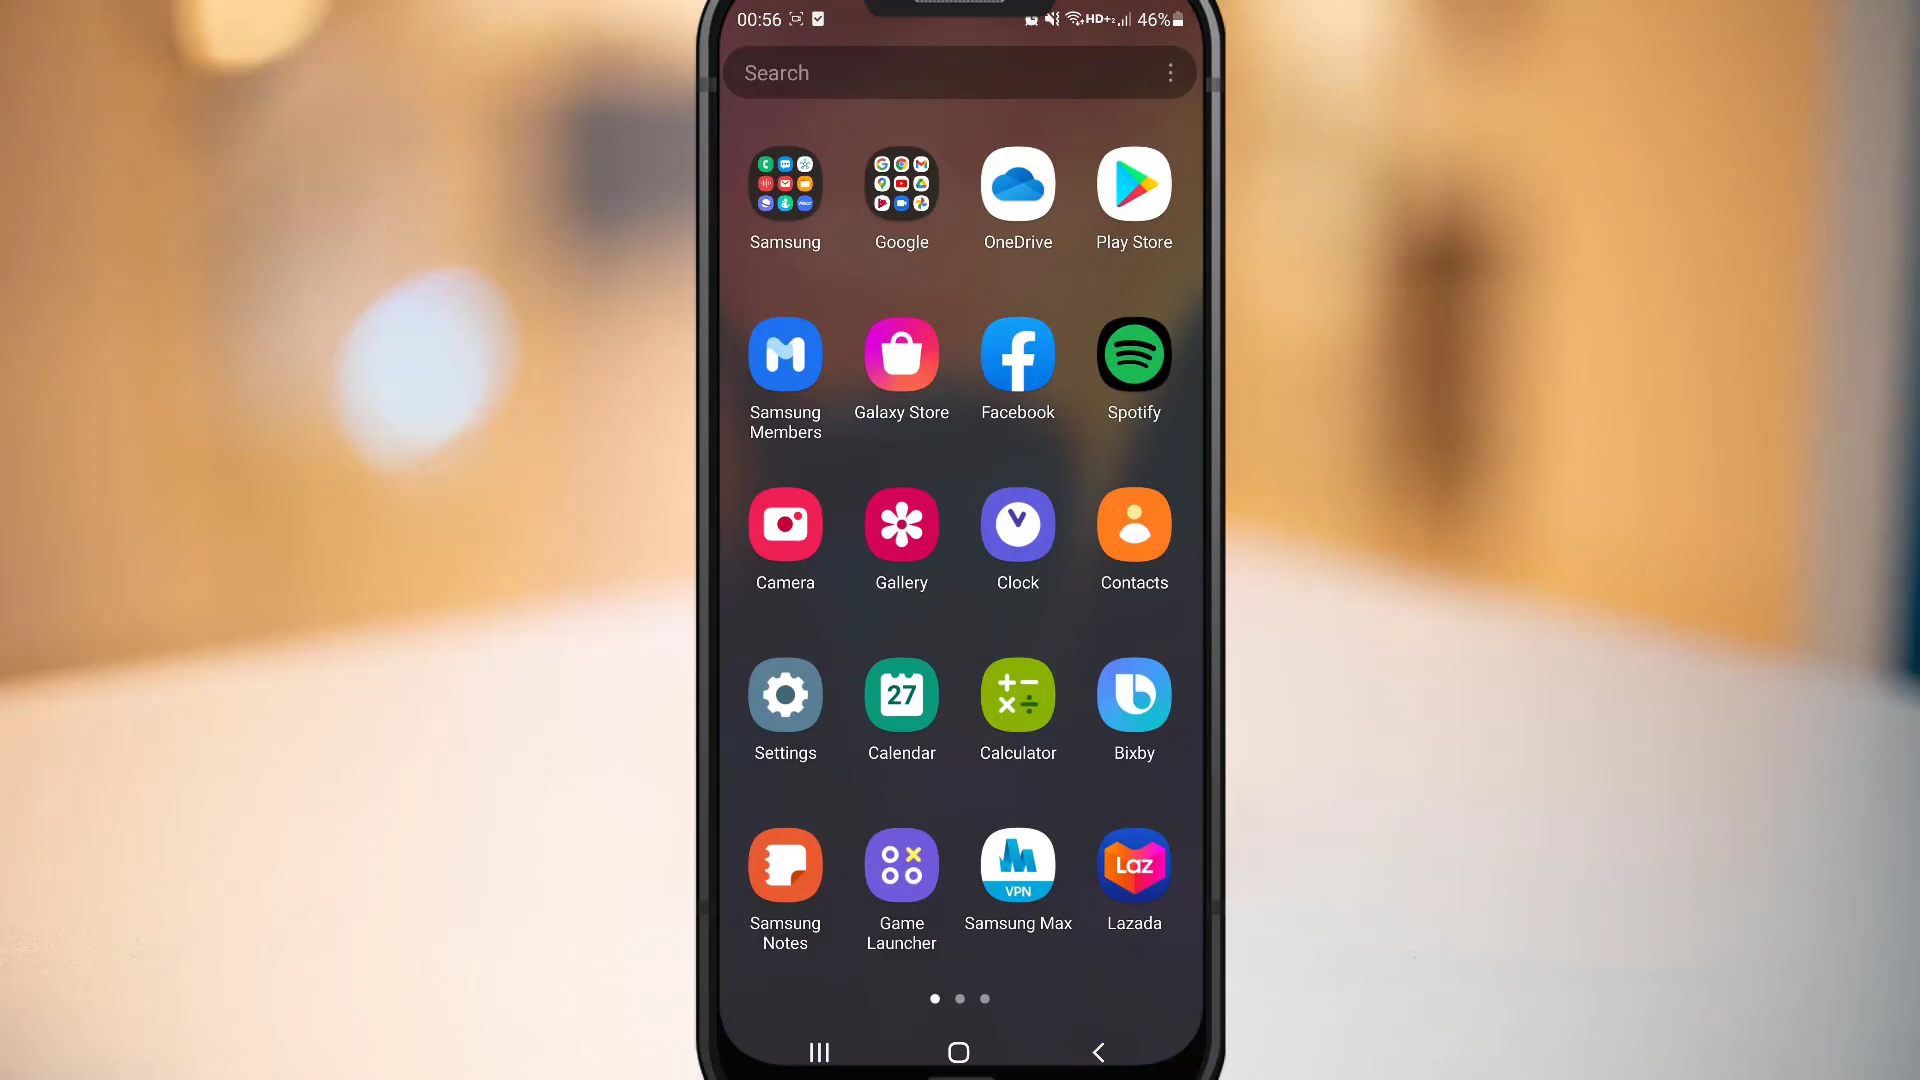 00:56 HD+ 46%
Search
Samsung Google OneDrive Play Store
Samsung Members Galaxy Store Facebook Spotify
Camera Gallery Clock Contacts
27
Settings Calendar Calculator Bixby
VPN Laz
Samsung Notes Game Launcher Samsung Max Lazada